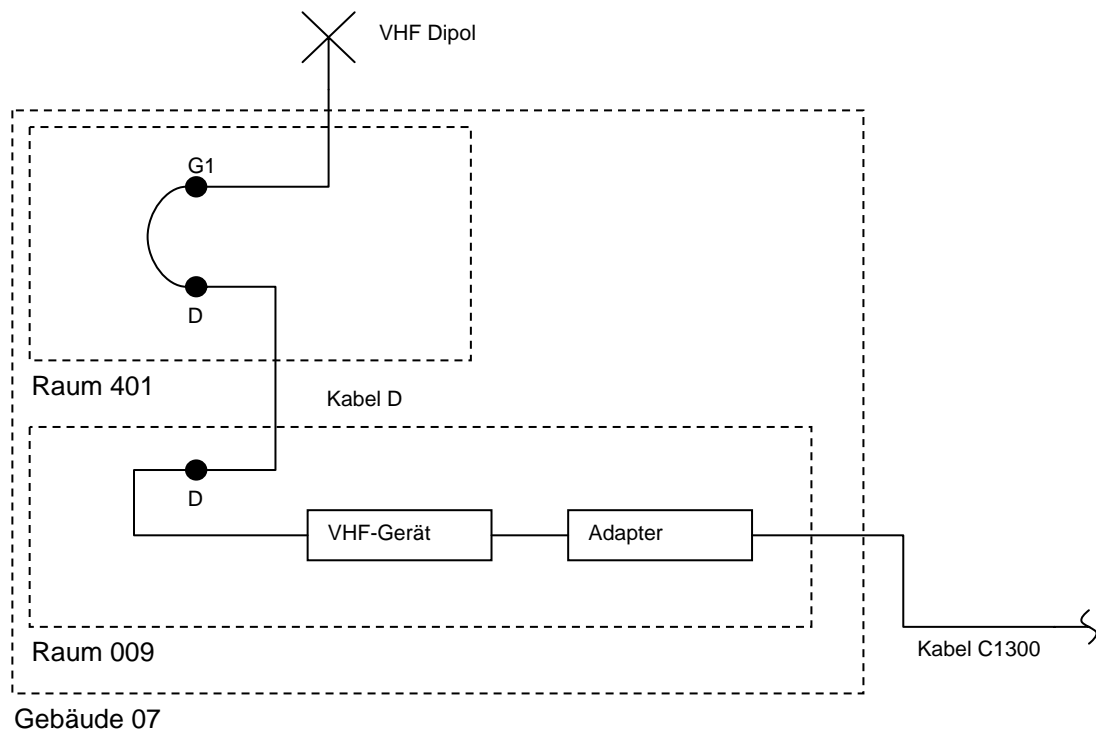 VHF Dipol
G1
D
Raum 401
Kabel D
D
VHF-Gerät
Adapter
Raum 009
Kabel C1300
Gebäude 07